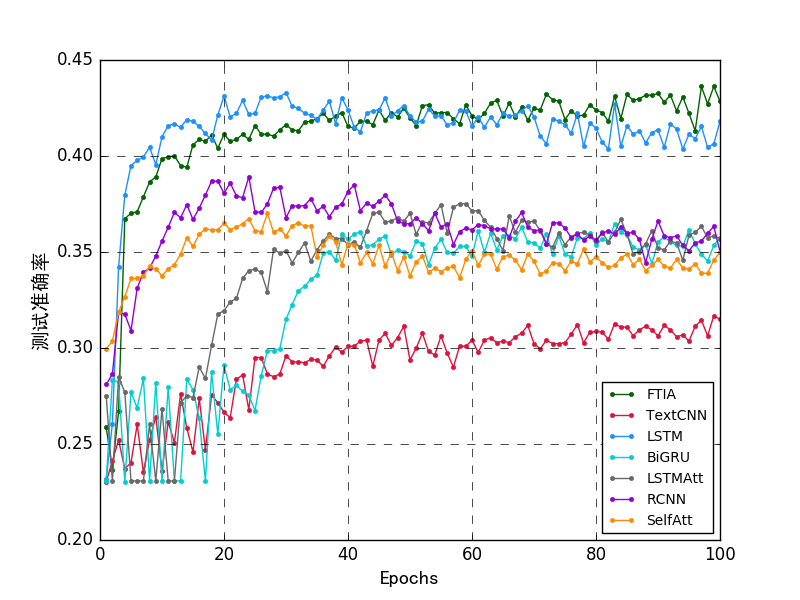 0.45
0.40
0.35
0.30
0.25
0.20
测试准确率
0
20
40
60
80
100
Epochs
FTIA
TextCNN
LSTM
BiGRU
LSTMAtt
RCNN
SelfAtt